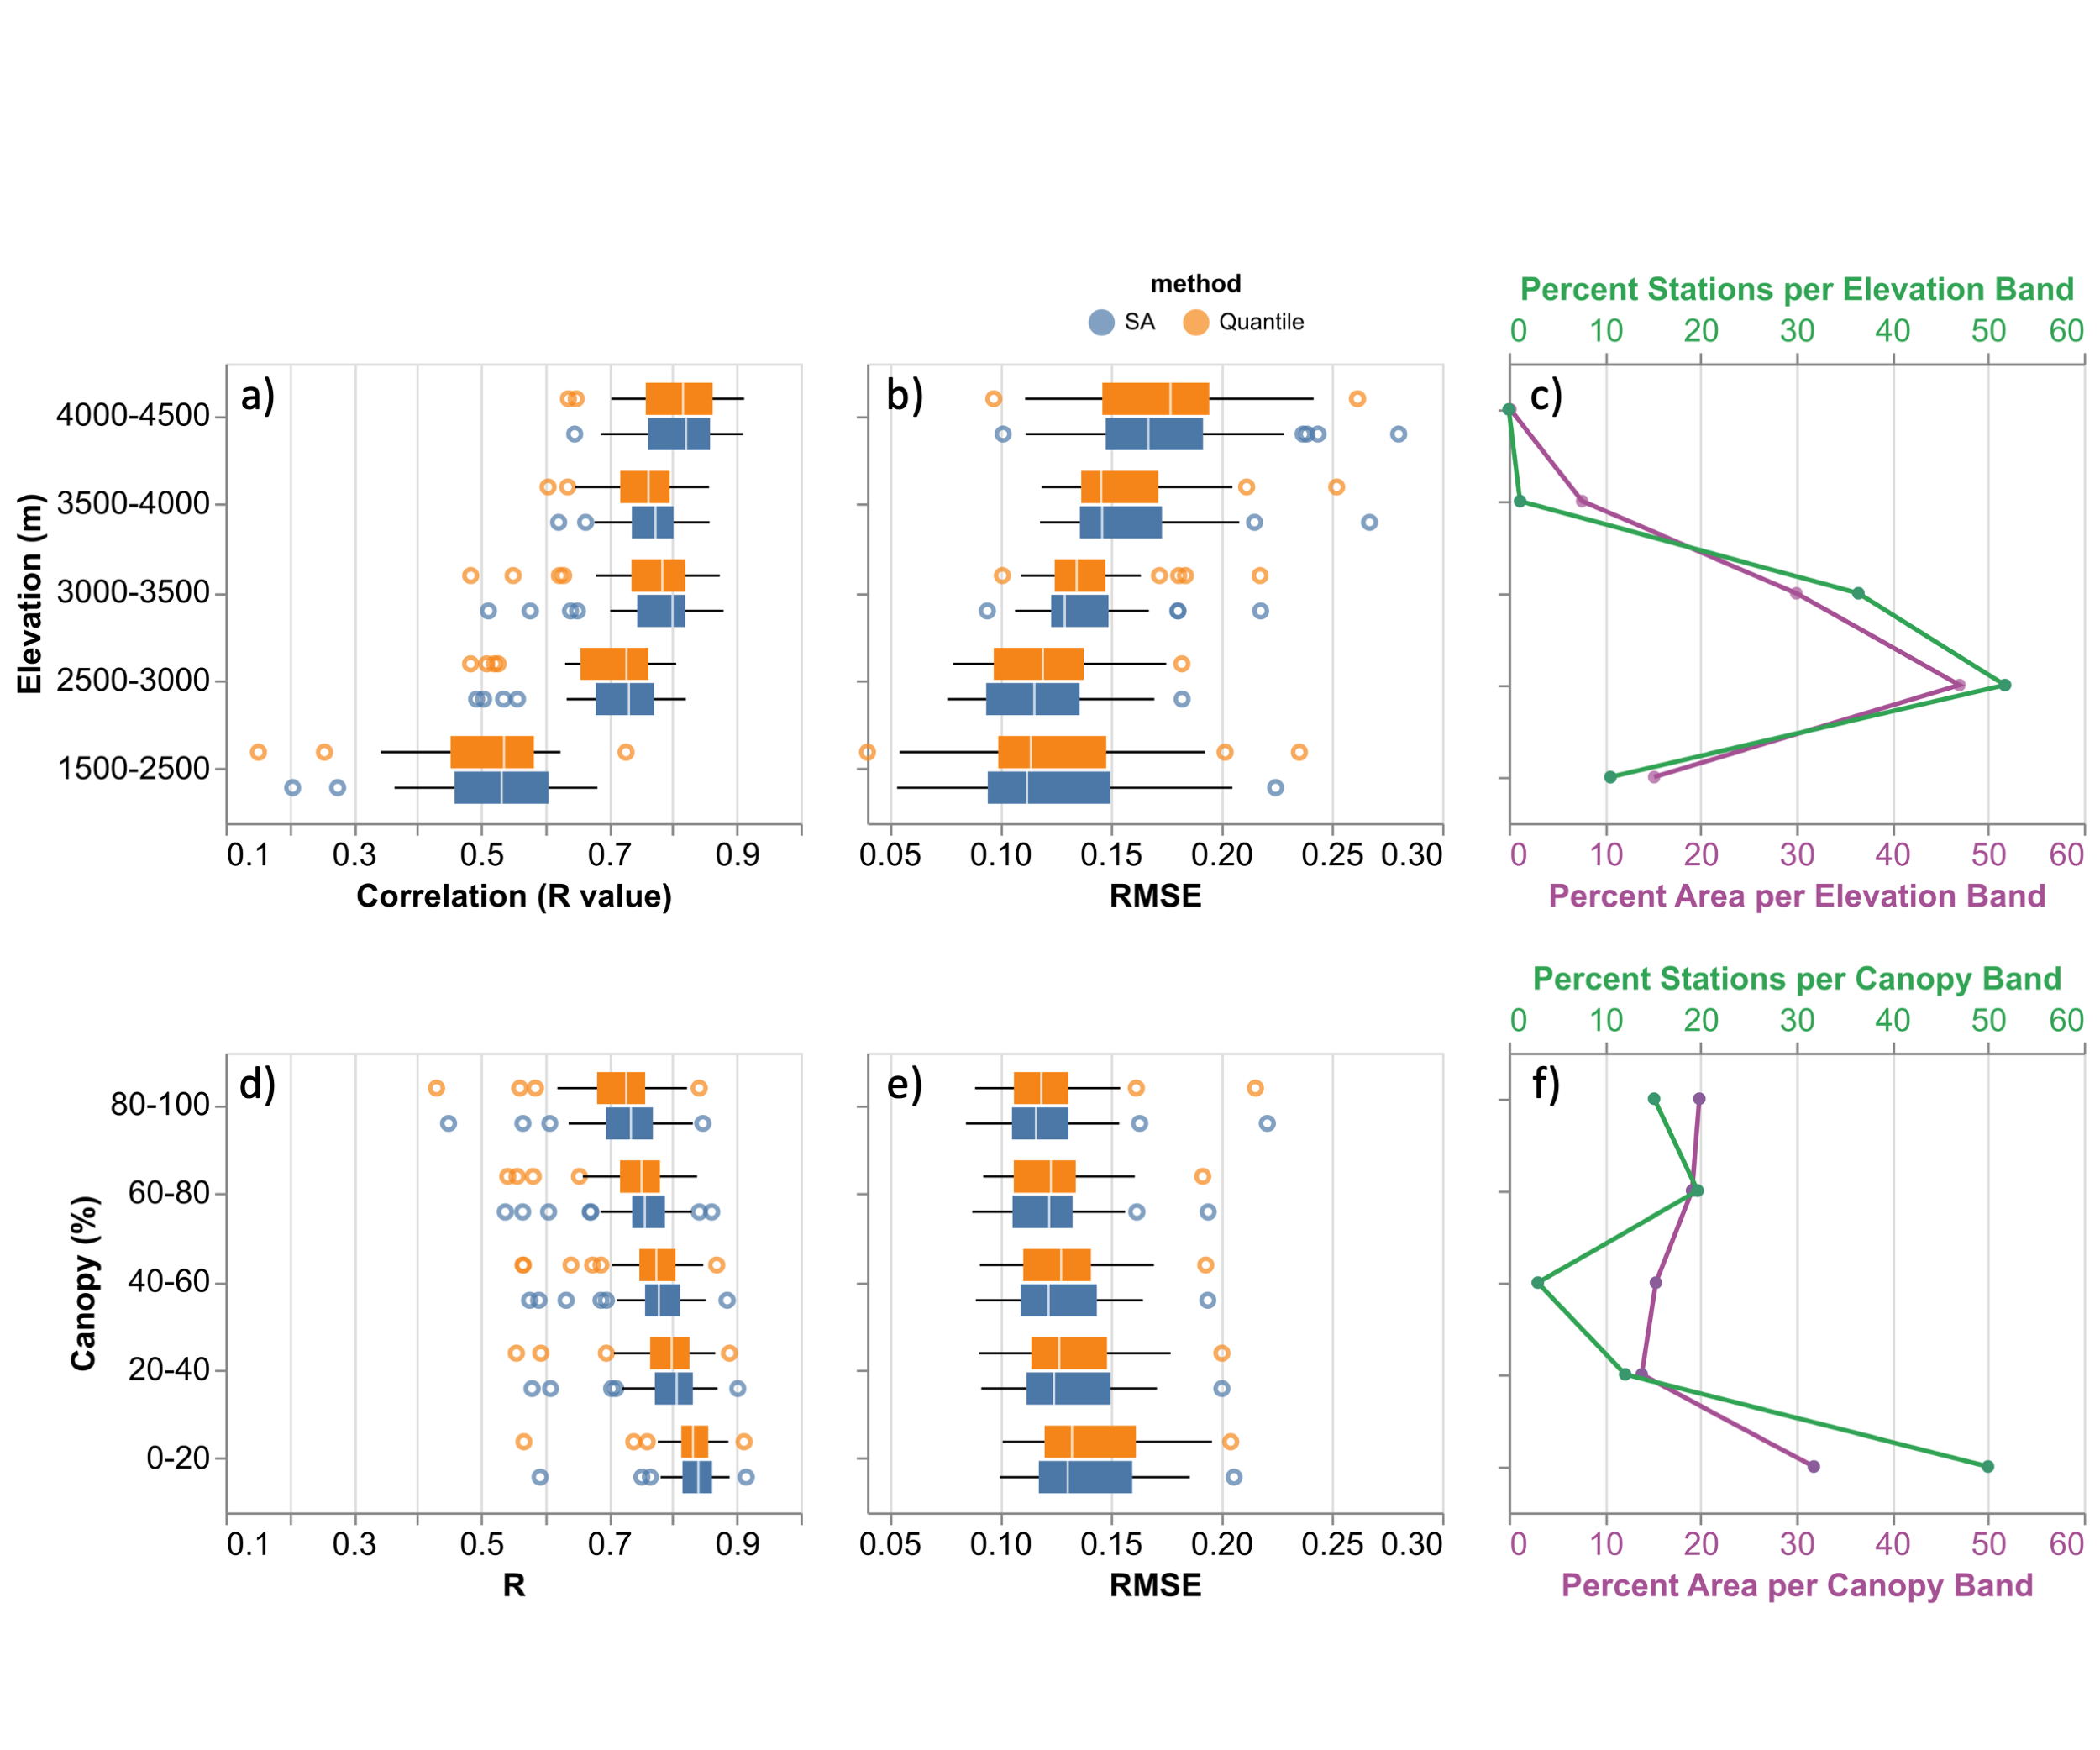 method
SA Quantile
Percent Stations per Elevation Band
0 10 20 30 40 50 60
a) b) c)
Elevation (m)
4000-4500
3500-4000
3000-3500
2500-3000
1500-2500
0.1 0.3 0.5 0.7 0.9
Correlation (R value)
0.05 0.10 0.15 0.20 0.25 0.30
RMSE
0 10 20 30 40 50 60
Percent Area per Elevation Band
Percent Stations per Canopy Band
0 10 20 30 40 50 60
d) e) f)
Canopy (%)
80-100
60-80
40-60
20-40
0-20
0.1 0.3 0.5 0.7 0.9
R
0.05 0.10 0.15 0.20 0.25 0.30
RMSE
0 10 20 30 40 50 60
Percent Area per Canopy Band